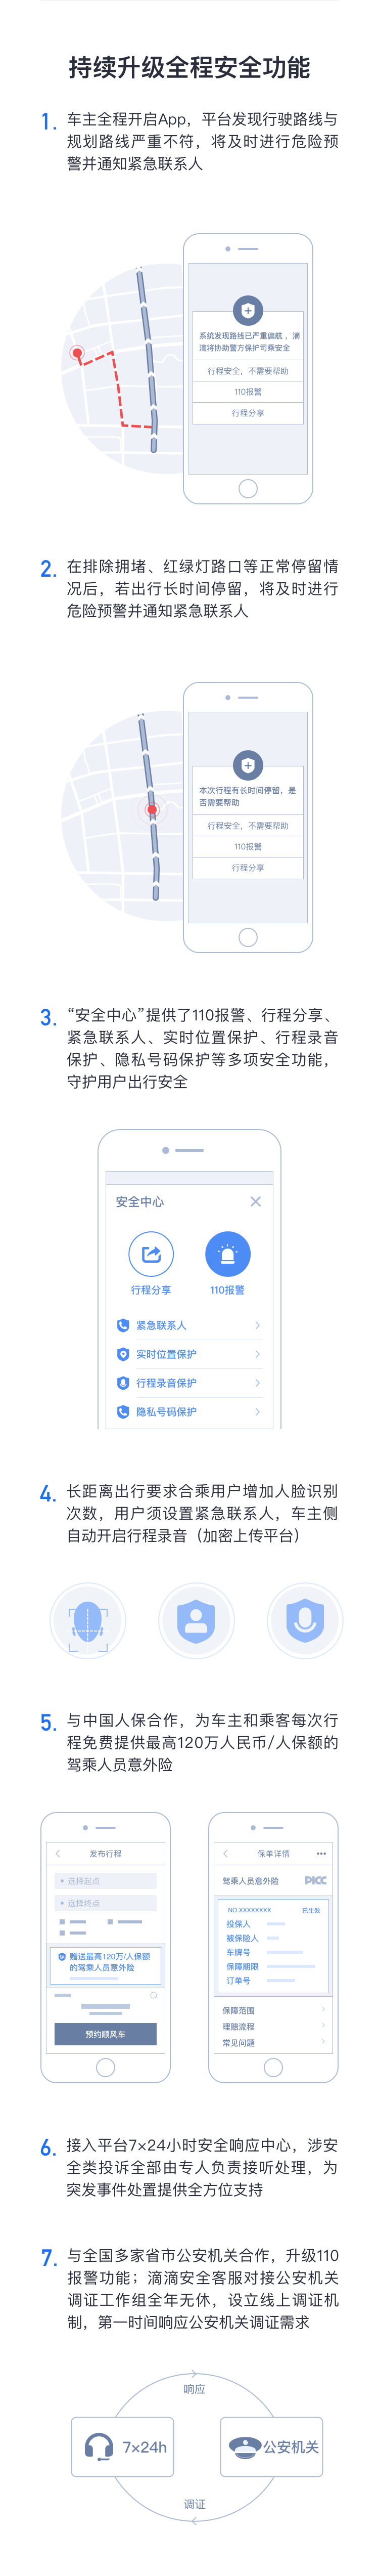 持续升级全程安全功能
1.
车主全程开启App，平台发现行驶路线与
规划路线严重不符，将及时进行危险预
警并通知紧急联系人
系统发现路线已严重偏航，滴
滴将协助警方保护司乘安全
行程安全，不需要帮助
110报警
行程分享
2.
在排除拥堵、红绿灯路口等正常停留情
况后，若出行长时间停留，将及时进行
危险预警并通知紧急联系人
本次行程有长时间停留，是
否需要帮助
行程安全，不需要帮助
110报警
行程分享
3.
“安全中心”提供了110报警、行程分享、
紧急联系人、实时位置保护、行程录音
保护、隐私号码保护等多项安全功能，
守护用户出行安全
安全中心
行程分享
110报警
紧急联系人
实时位置保护
行程录音保护
隐私号码保护
4.
长距离出行要求合乘用户增加人脸识别
次数，用户须设置紧急联系人，车主侧
自动开启行程录音（加密上传平台）
5.
与中国人保合作，为车主和乘客每次行
程免费提供最高120万人民币/人保额的
驾乘人员意外险
发布行程
选择起点
选择终点
赠送最高120万/人保额
的驾乘人员意外险
预约顺风车
保单详情
驾乘人员意外险
PICC
NO.XXXXXXXX
已生效
投保人
被保险人
车牌号
保障期限
订单号
保障范围
理赔流程
常见问题
6.
接入平台7×24小时安全响应中心，涉安
全类投诉全部由专人负责接听处理，为
突发事件处置提供全方位支持
7.
与全国多家省市公安机关合作，升级110
报警功能；滴滴安全客服对接公安机关
调证工作组全年无休，设立线上调证机
制，第一时间响应公安机关调证需求
响应
7×24h
公安机关
调证